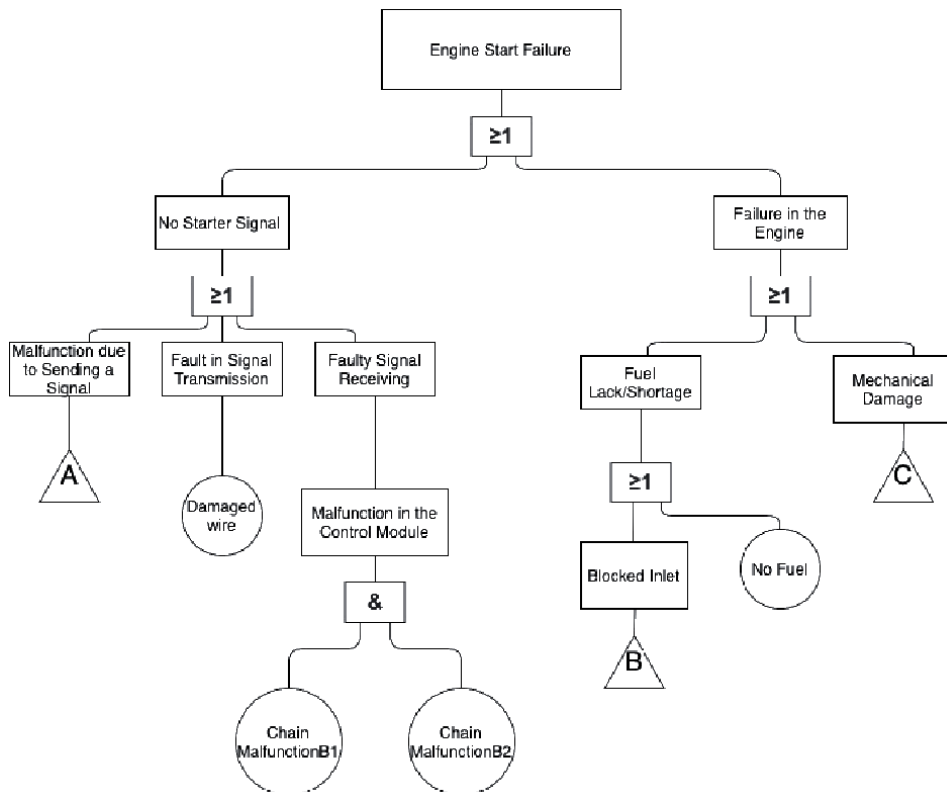 Engine Start Failure
≥1
No Starter Signal
Failure in the
Engine
≥1
≥1
Malfunction due
to Sending a
Signal
Fault in Signal
Transmission
Faulty Signal
Receiving
Fuel
Lack/Shortage
Mechanical
Damage
A
C
≥1
Damaged
wire
Malfunction in the
Control Module
Blocked Inlet
No Fuel
&
B
Chain
MalfunctionB1
Chain
MalfunctionB2